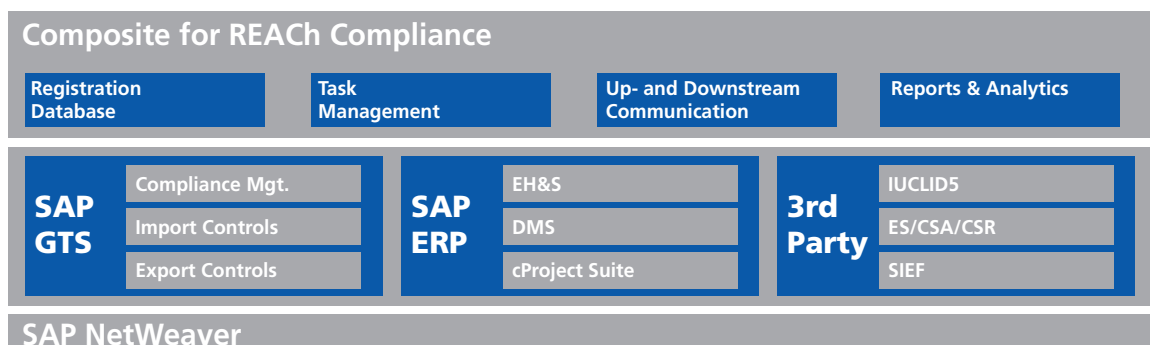 Composite for REACh Compliance
Registration
Database
Task
Management
Up- and Downstream
Communication
Reports & Analytics
SAP
GTS
Compliance Mgt.
Import Controls
Export Controls
SAP
ERP
EH&S
DMS
cProject Suite
3rd
Party
IUCLID5
ES/CSA/CSR
SIEF
SAP NetWeaver